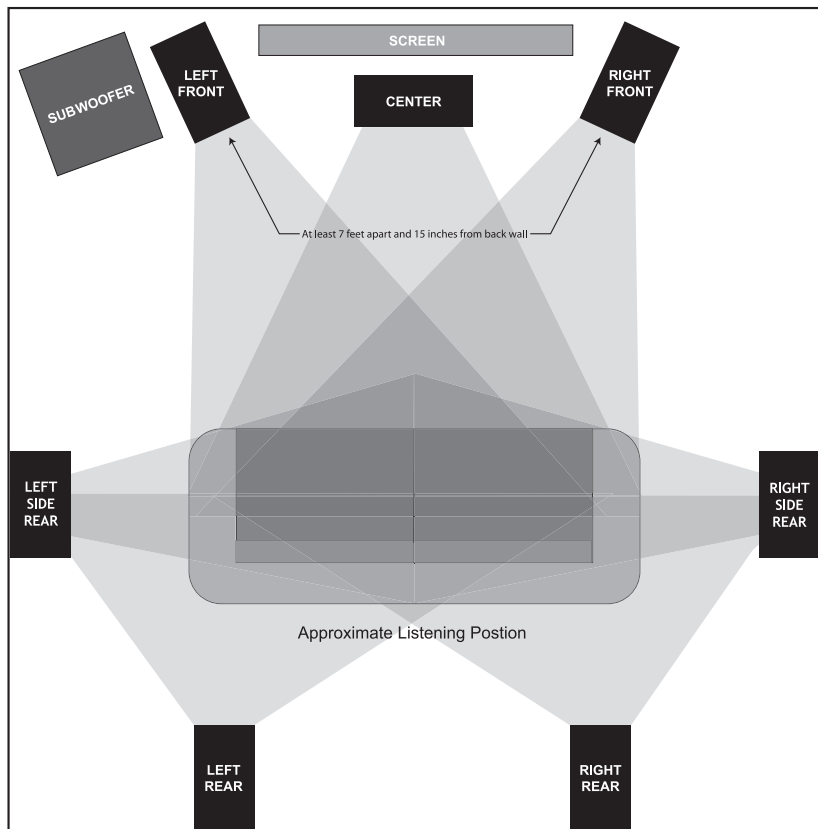 SCREEN
SUBWOOFER
LEFT
FRONT
CENTER
RIGHT
FRONT
At least 7 feet apart and 15 inches from back wall
LEFT
SIDE
REAR
RIGHT
SIDE
REAR
Approximate Listening Postion
LEFT
REAR
RIGHT
REAR